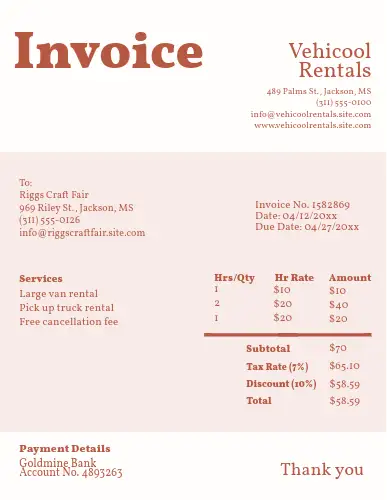 Invoice
Vehicool
Rentals
489 Palms St., Jackson, MS
(311) 555-0100
info@vehicoolrentals.site.com
www.vehicoolrentals.site.com
To:
Riggs Craft Fair
969 Riley St., Jackson, MS
(311) 555-0126
info@riggscraftfair.site.com
Invoice No. I582869
Date: 04/12/20xx
Due Date: 04/27/20xx
Services Hrs/Qty Hr Rate Amount
Large van rental 1 $10 $10
Pick up truck rental 2 $20 $40
Free cancellation fee 1 $20 $20
Subtotal $70
Tax Rate (7%) $65.10
Discount (10%) $58.59
Total $58.59
Payment Details
Goldmine Bank
Account No. 4893263
Thank you